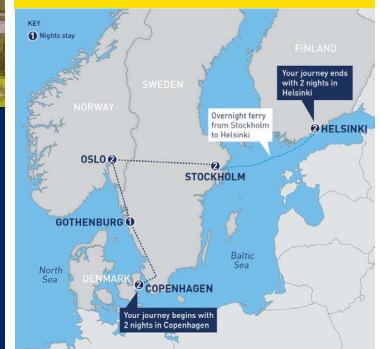 KEY
1 Nights stay
FINLAND
SWEDEN
NORWAY
Your journey ends
with 2 nights in
Helsinki
Overnight ferry
from Stockholm
to Helsinki
2 HELSINKI
OSLO 2
2
STOCKHOLM
GOTHENBURG 1
North
Sea
Baltic
Sea
DENMARK
2 COPENHAGEN
Your journey begins with
2 nights in Copenhagen